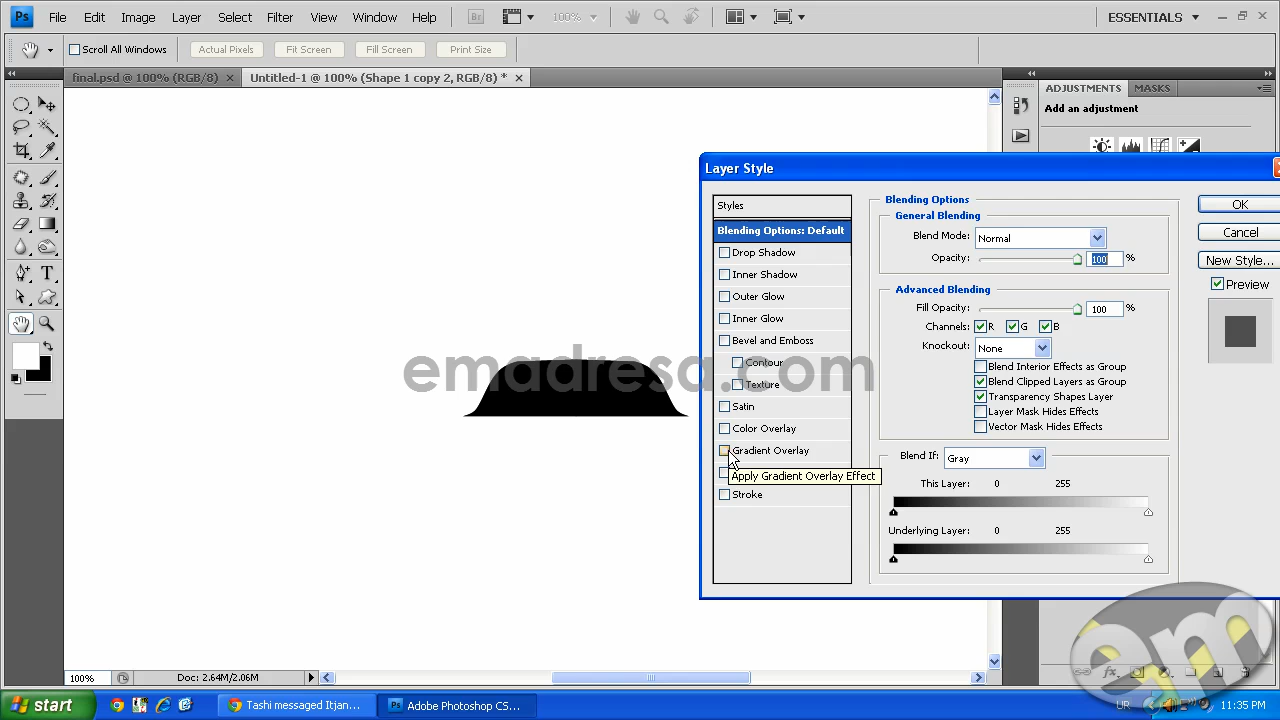 Ps File Edit Image Layer Select Filter View Window Help Br 100% ESSENTIALS
Scroll All Windows Actual Pixels Fit Screen Fill Screen Print Size
final.psd @ 100% (RGB/8) × Untitled-1 @ 100% (Shape 1 copy 2, RGB/8) * ×
ADJUSTMENTS MASKS
Add an adjustment
Layer Style
Styles
Blending Options: Default
Drop Shadow
Inner Shadow
Outer Glow
Inner Glow
Bevel and Emboss
Contour
Texture
Satin
Color Overlay
Gradient Overlay
Apply Gradient Overlay Effect
Stroke
Blending Options
General Blending
Blend Mode: Normal
Opacity: 100 %
Advanced Blending
Fill Opacity: 100 %
Channels: R G B
Knockout: None
Blend Interior Effects as Group
Blend Clipped Layers as Group
Transparency Shapes Layer
Layer Mask Hides Effects
Vector Mask Hides Effects
Blend If: Gray
This Layer: 0 255
Underlying Layer: 0 255
OK
Cancel
New Style...
Preview
emadresa.com
T
em
100% Doc: 2.64M/2.06M
start Tashi messaged Itjan... Ps Adobe Photoshop CS... UR 11:35 PM